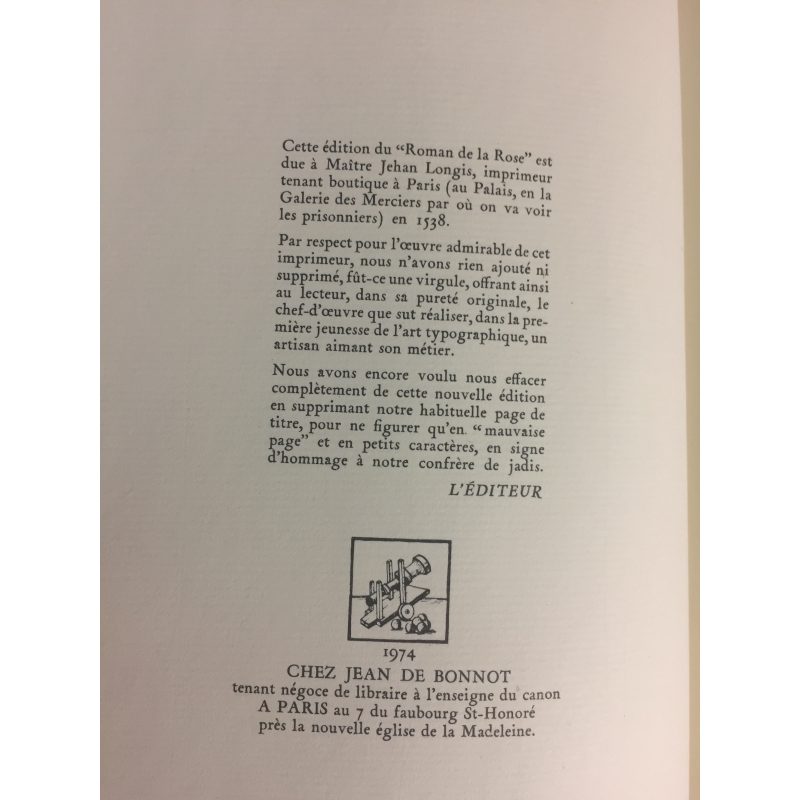 Cette édition du “Roman de la Rose” est
due à Maître Jehan Longis, imprimeur
tenant boutique à Paris (au Palais, en la
Galerie des Merciers par où on va voir
les prisonniers) en 1538.
Par respect pour l’œuvre admirable de cet
imprimeur, nous n’avons rien ajouté ni
supprimé, fût-ce une virgule, offrant ainsi
au lecteur, dans sa pureté originale, le
chef-d’œuvre que sut réaliser, dans la pre-
mière jeunesse de l’art typographique, un
artisan aimant son métier.
Nous avons encore voulu nous effacer
complètement de cette nouvelle édition
en supprimant notre habituelle page de
titre, pour ne figurer qu’en “mauvaise
page” et en petits caractères, en signe
d’hommage à notre confrère de jadis.
L’ÉDITEUR
1974
CHEZ JEAN DE BONNOT
tenant négoce de libraire à l’enseigne du canon
A PARIS au 7 du faubourg St-Honoré
près la nouvelle église de la Madeleine.